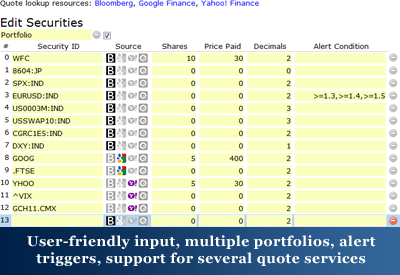 Quote lookup resources: Bloomberg, Google Finance, Yahoo! Finance
Edit Securities
Portfolio
# Security ID Source Shares Price Paid Decimals Alert Condition
0 WFC B Y! 10 30 2
1 8604:JP B Y! 0 0 0
2 SPX:IND B Y! 0 0 2
3 EURUSD:IND B Y! 0 0 2 >=1.3,>=1.4,>=1.5
4 US0003M:IND B Y! 0 0 3
5 USSWAP10:IND B Y! 0 0 3
6 CGRC1ES:IND B Y! 0 0 2
7 DXY:IND B Y! 0 0 1
8 GOOG B Y! 5 400 2
9 .FTSE B Y! 0 0 2
10 YHOO B Y! 5 30 2
11 ^VIX B Y! 0 0 2
12 GCH11.CMX B Y! 0 0 2
13 B Y! 0 0 2
User-friendly input, multiple portfolios, alert
triggers, support for several quote services